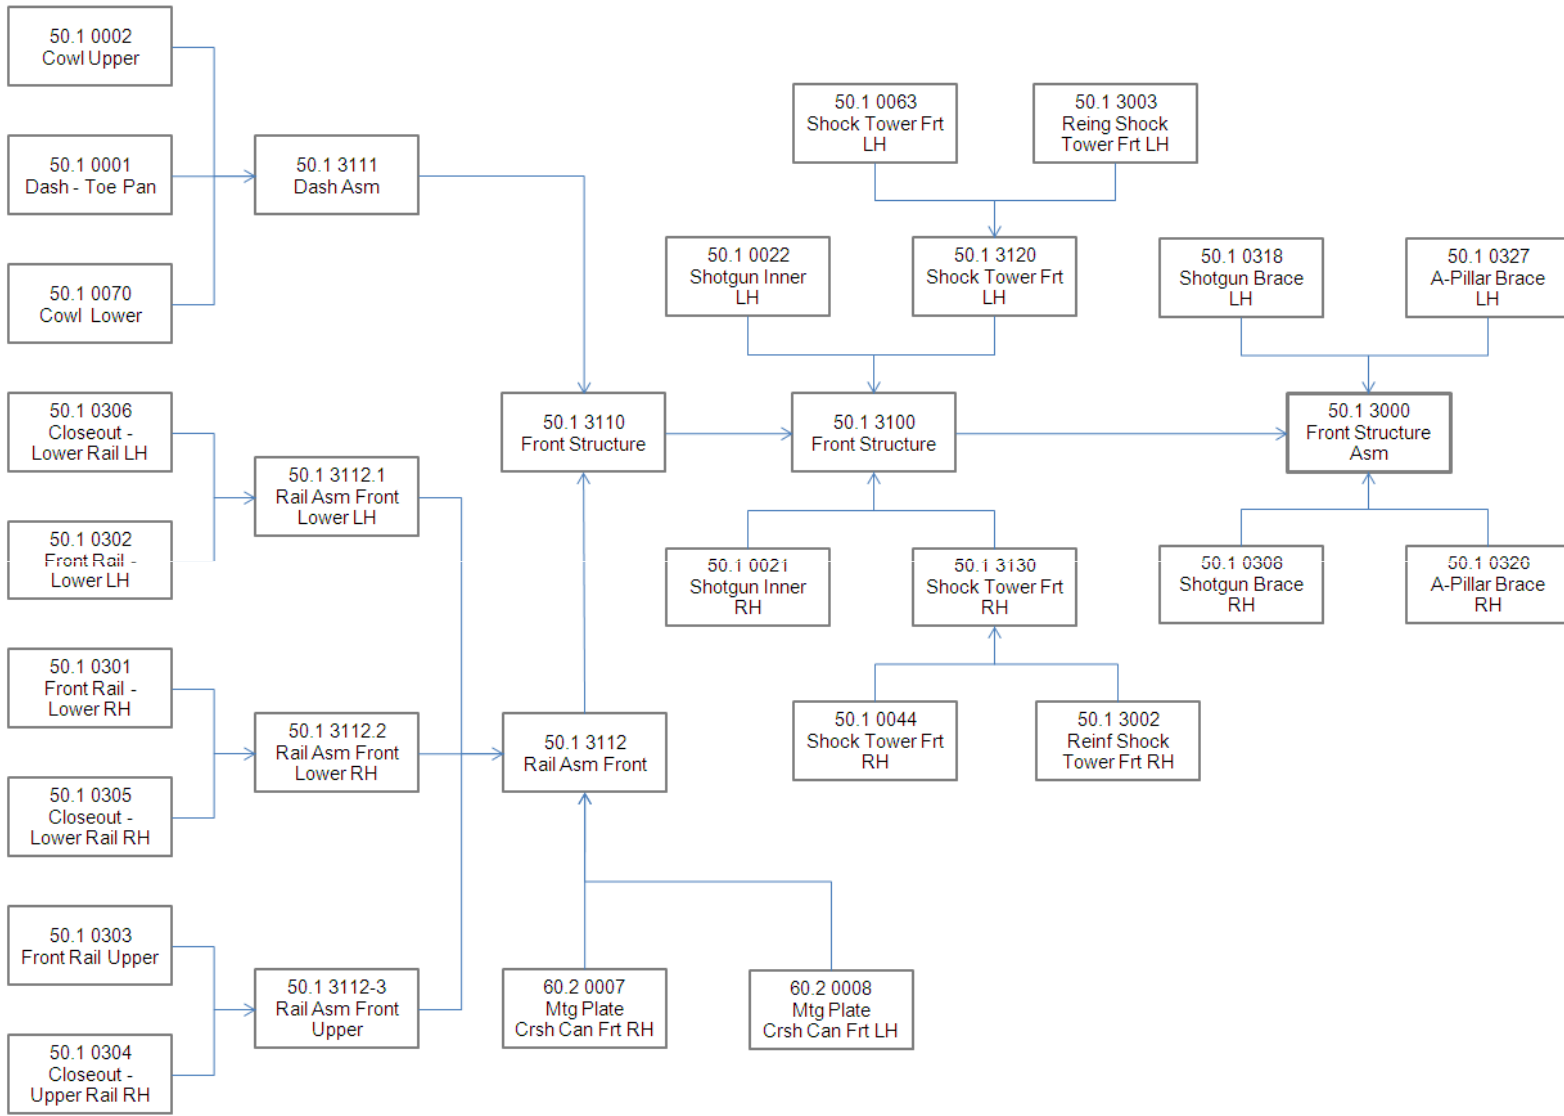 50.1 0002
Cowl Upper
50.1 0001
Dash - Toe Pan
50.1 0070
Cowl Lower
50.1 3111
Dash Asm
50.1 0306
Closeout -
Lower Rail LH
50.1 0302
Front Rail -
Lower LH
50.1 3112.1
Rail Asm Front
Lower LH
50.1 0301
Front Rail -
Lower RH
50.1 0305
Closeout -
Lower Rail RH
50.1 3112.2
Rail Asm Front
Lower RH
50.1 0303
Front Rail Upper
50.1 0304
Closeout -
Upper Rail RH
50.1 3112-3
Rail Asm Front
Upper
50.1 3110
Front Structure
50.1 3112
Rail Asm Front
60.2 0007
Mtg Plate
Crsh Can Frt RH
60.2 0008
Mtg Plate
Crsh Can Frt LH
50.1 0063
Shock Tower Frt
LH
50.1 3003
Reing Shock
Tower Frt LH
50.1 0022
Shotgun Inner
LH
50.1 3120
Shock Tower Frt
LH
50.1 3100
Front Structure
50.1 0021
Shotgun Inner
RH
50.1 3130
Shock Tower Frt
RH
50.1 0044
Shock Tower Frt
RH
50.1 3002
Reinf Shock
Tower Frt RH
50.1 0318
Shotgun Brace
LH
50.1 0327
A-Pillar Brace
LH
50.1 3000
Front Structure
Asm
50.1 0308
Shotgun Brace
RH
50.1 0326
A-Pillar Brace
RH